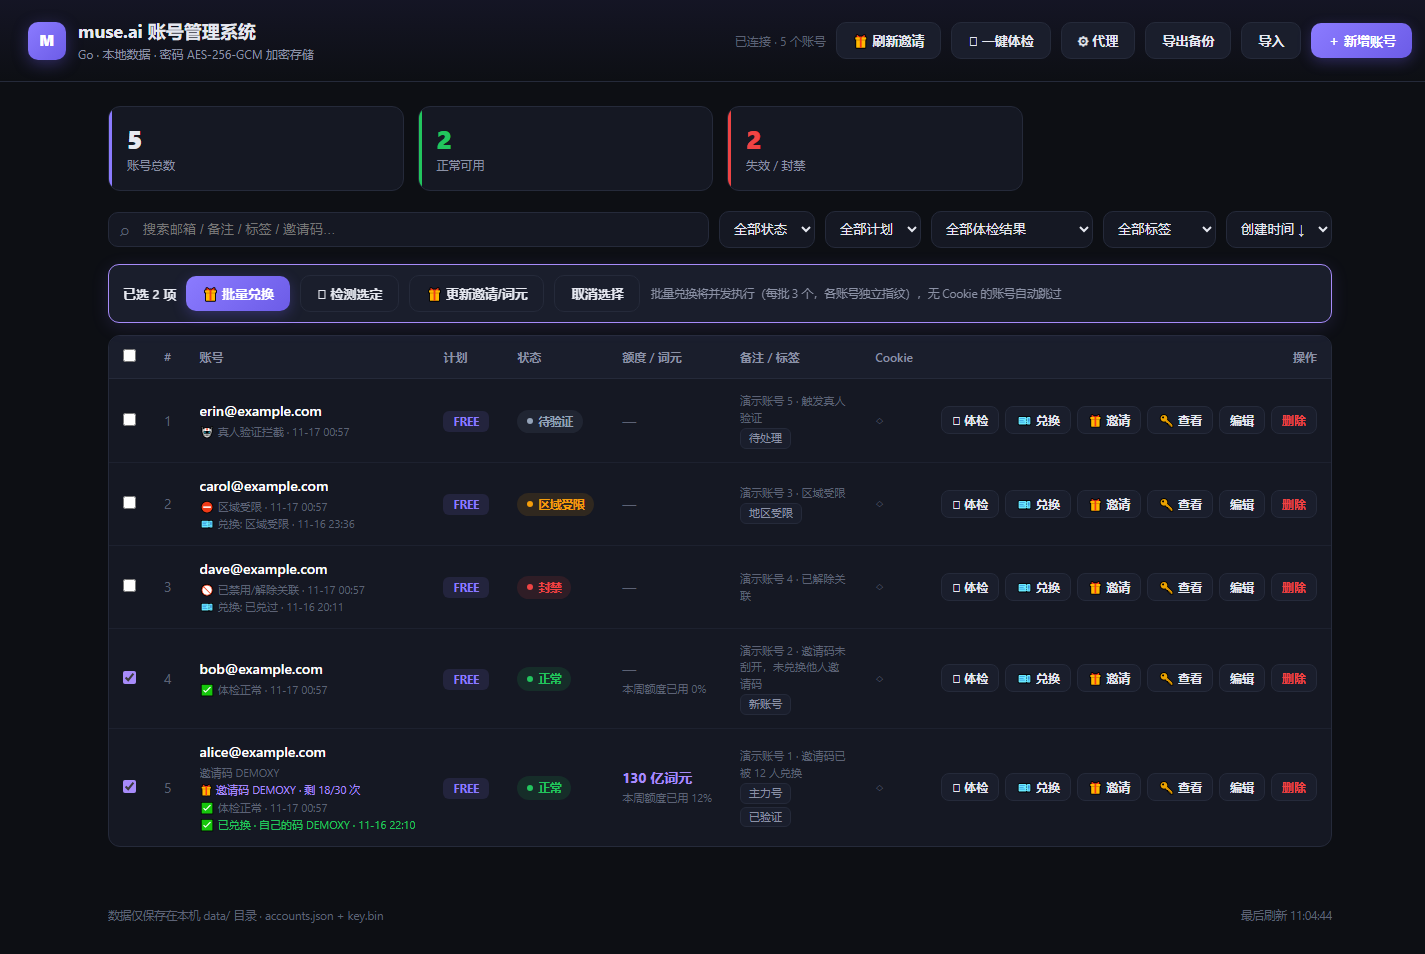 M
muse.ai 账号管理系统
Go · 本地数据 · 密码 AES-256-GCM 加密存储
已连接 · 5 个账号
🎁 刷新邀请
一键体检
⚙ 代理
导出备份
导入
+ 新增账号
5
账号总数
2
正常可用
2
失效 / 封禁
搜索邮箱 / 备注 / 标签 / 邀请码...
全部状态
全部计划
全部体检结果
全部标签
创建时间 ↓
已选 2 项
🎁 批量兑换
检测选定
🎁 更新邀请/词元
取消选择
批量兑换将并发执行（每批 3 个，各账号独立指纹），无 Cookie 的账号自动跳过
# 账号 计划 状态 额度 / 词元 备注 / 标签 Cookie 操作
1
erin@example.com
真人验证拦截 · 11-17 00:57
FREE
待验证
—
演示账号 5 · 触发真人
验证
待处理
体检 兑换 邀请 查看 编辑 删除
2
carol@example.com
区域受限 · 11-17 00:57
兑换: 区域受限 · 11-16 23:36
FREE
区域受限
—
演示账号 3 · 区域受限
地区受限
体检 兑换 邀请 查看 编辑 删除
3
dave@example.com
已禁用/解除关联 · 11-17 00:57
兑换: 已兑过 · 11-16 20:11
FREE
封禁
—
演示账号 4 · 已解除关
联
体检 兑换 邀请 查看 编辑 删除
4
bob@example.com
体检正常 · 11-17 00:57
FREE
正常
—
本周额度已用 0%
演示账号 2 · 邀请码未
刮开，未兑换他人邀
请码
新账号
体检 兑换 邀请 查看 编辑 删除
5
alice@example.com
邀请码 DEMOXY
🎁 邀请码 DEMOXY · 剩 18/30 次
体检正常 · 11-17 00:57
已兑换 · 自己的码 DEMOXY · 11-16 22:10
FREE
正常
130 亿词元
本周额度已用 12%
演示账号 1 · 邀请码已
被 12 人兑换
主力号
已验证
体检 兑换 邀请 查看 编辑 删除
数据仅保存在本机 data/ 目录 · accounts.json + key.bin
最后刷新 11:04:44